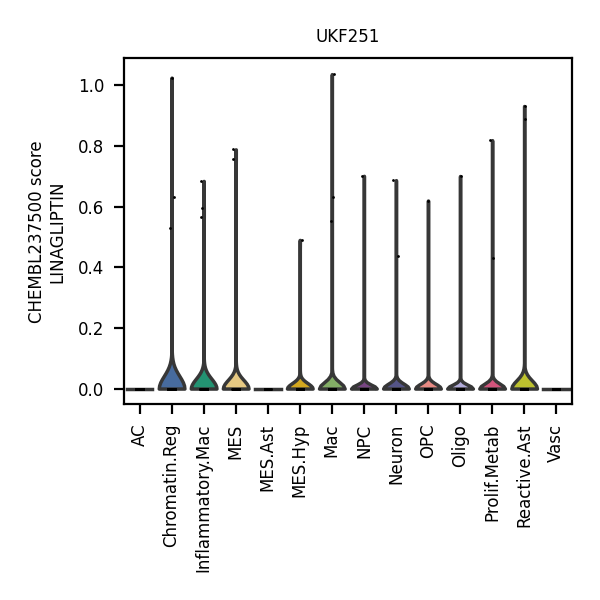 UKF251
CHEMBL237500 score
LINAGLIPTIN
1.0
0.8
0.6
0.4
0.2
0.0
AC
Chromatin.Reg
Inflammatory.Mac
MES
MES.Ast
MES.Hyp
Mac
NPC
Neuron
OPC
Oligo
Prolif.Metab
Reactive.Ast
Vasc